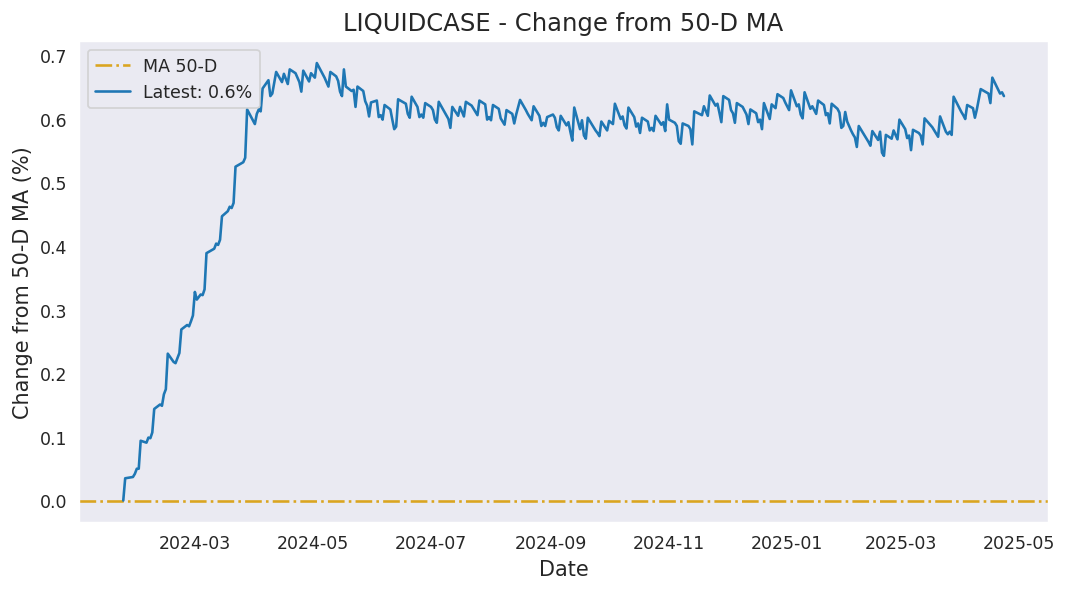 LIQUIDCASE - Change from 50-D MA
MA 50-D
Latest: 0.6%
Change from 50-D MA (%)
0.7
0.6
0.5
0.4
0.3
0.2
0.1
0.0
2024-03 2024-05 2024-07 2024-09 2024-11 2025-01 2025-03 2025-05
Date